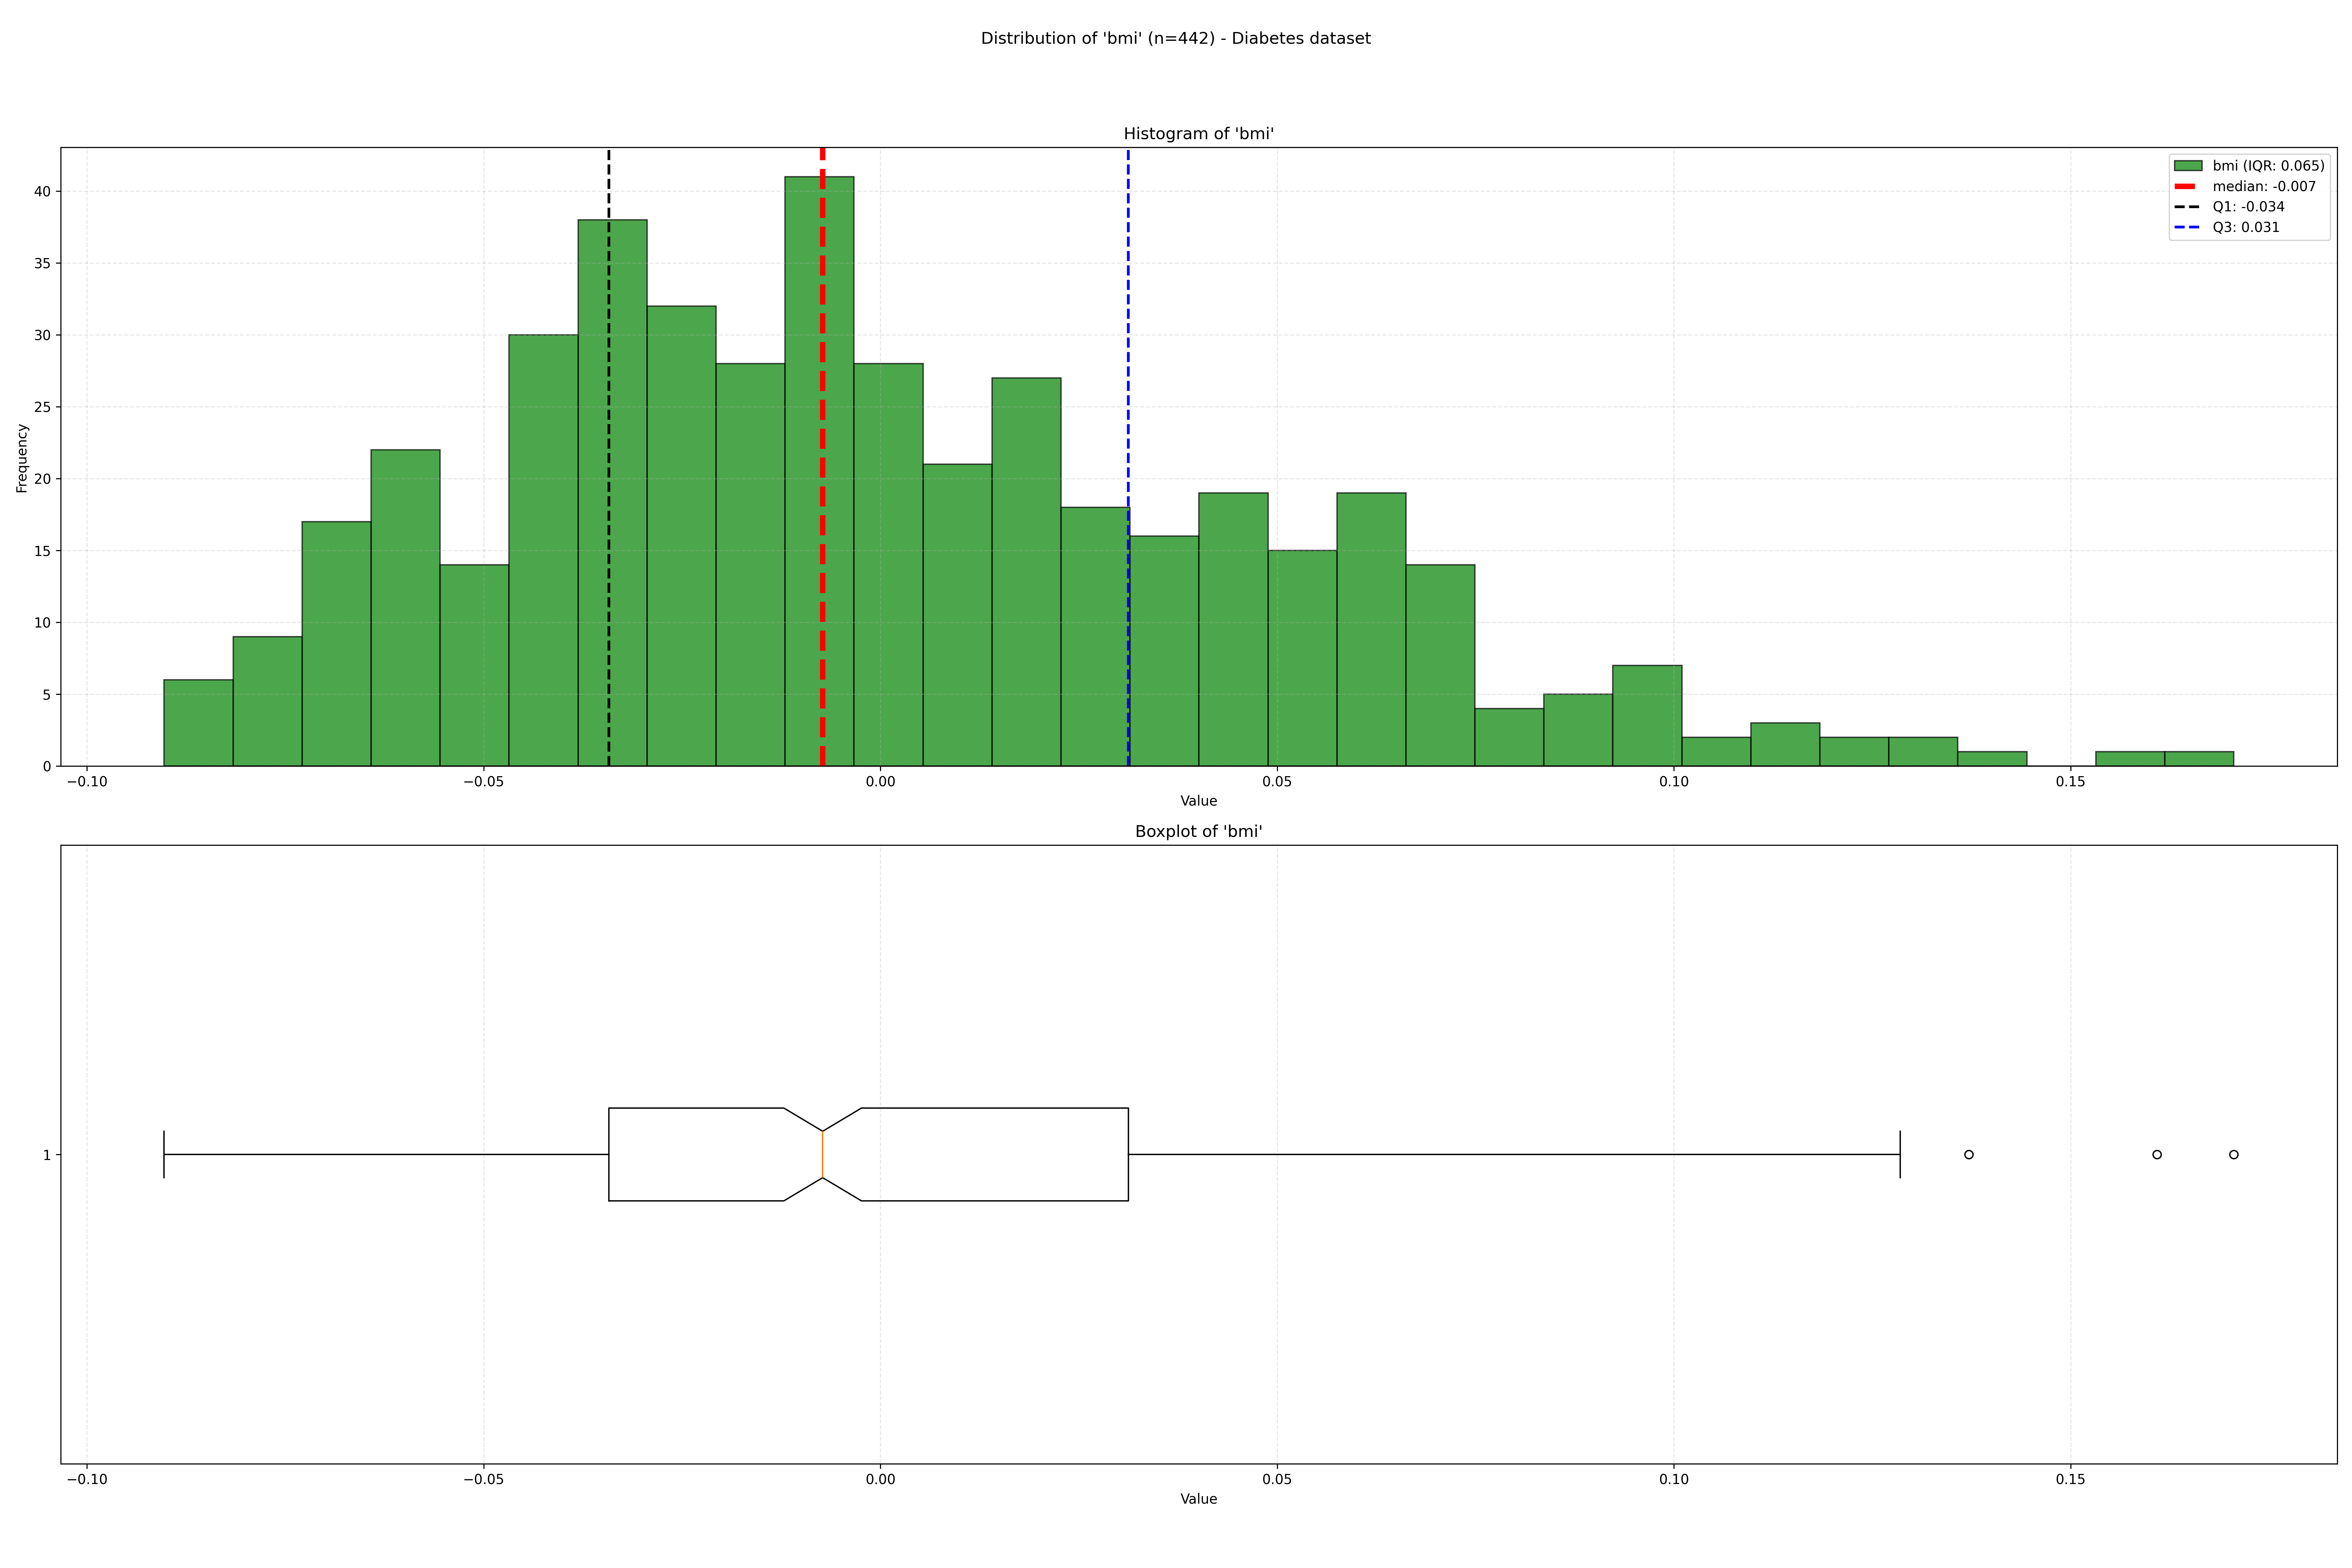 Distribution of 'bmi' (n=442) - Diabetes dataset
Histogram of 'bmi'
bmi (IQR: 0.065)
median: -0.007
Q1: -0.034
Q3: 0.031
Frequency
40
35
30
25
20
15
10
5
0
−0.10 −0.05 0.00 0.05 0.10 0.15
Value
Boxplot of 'bmi'
1
−0.10 −0.05 0.00 0.05 0.10 0.15
Value